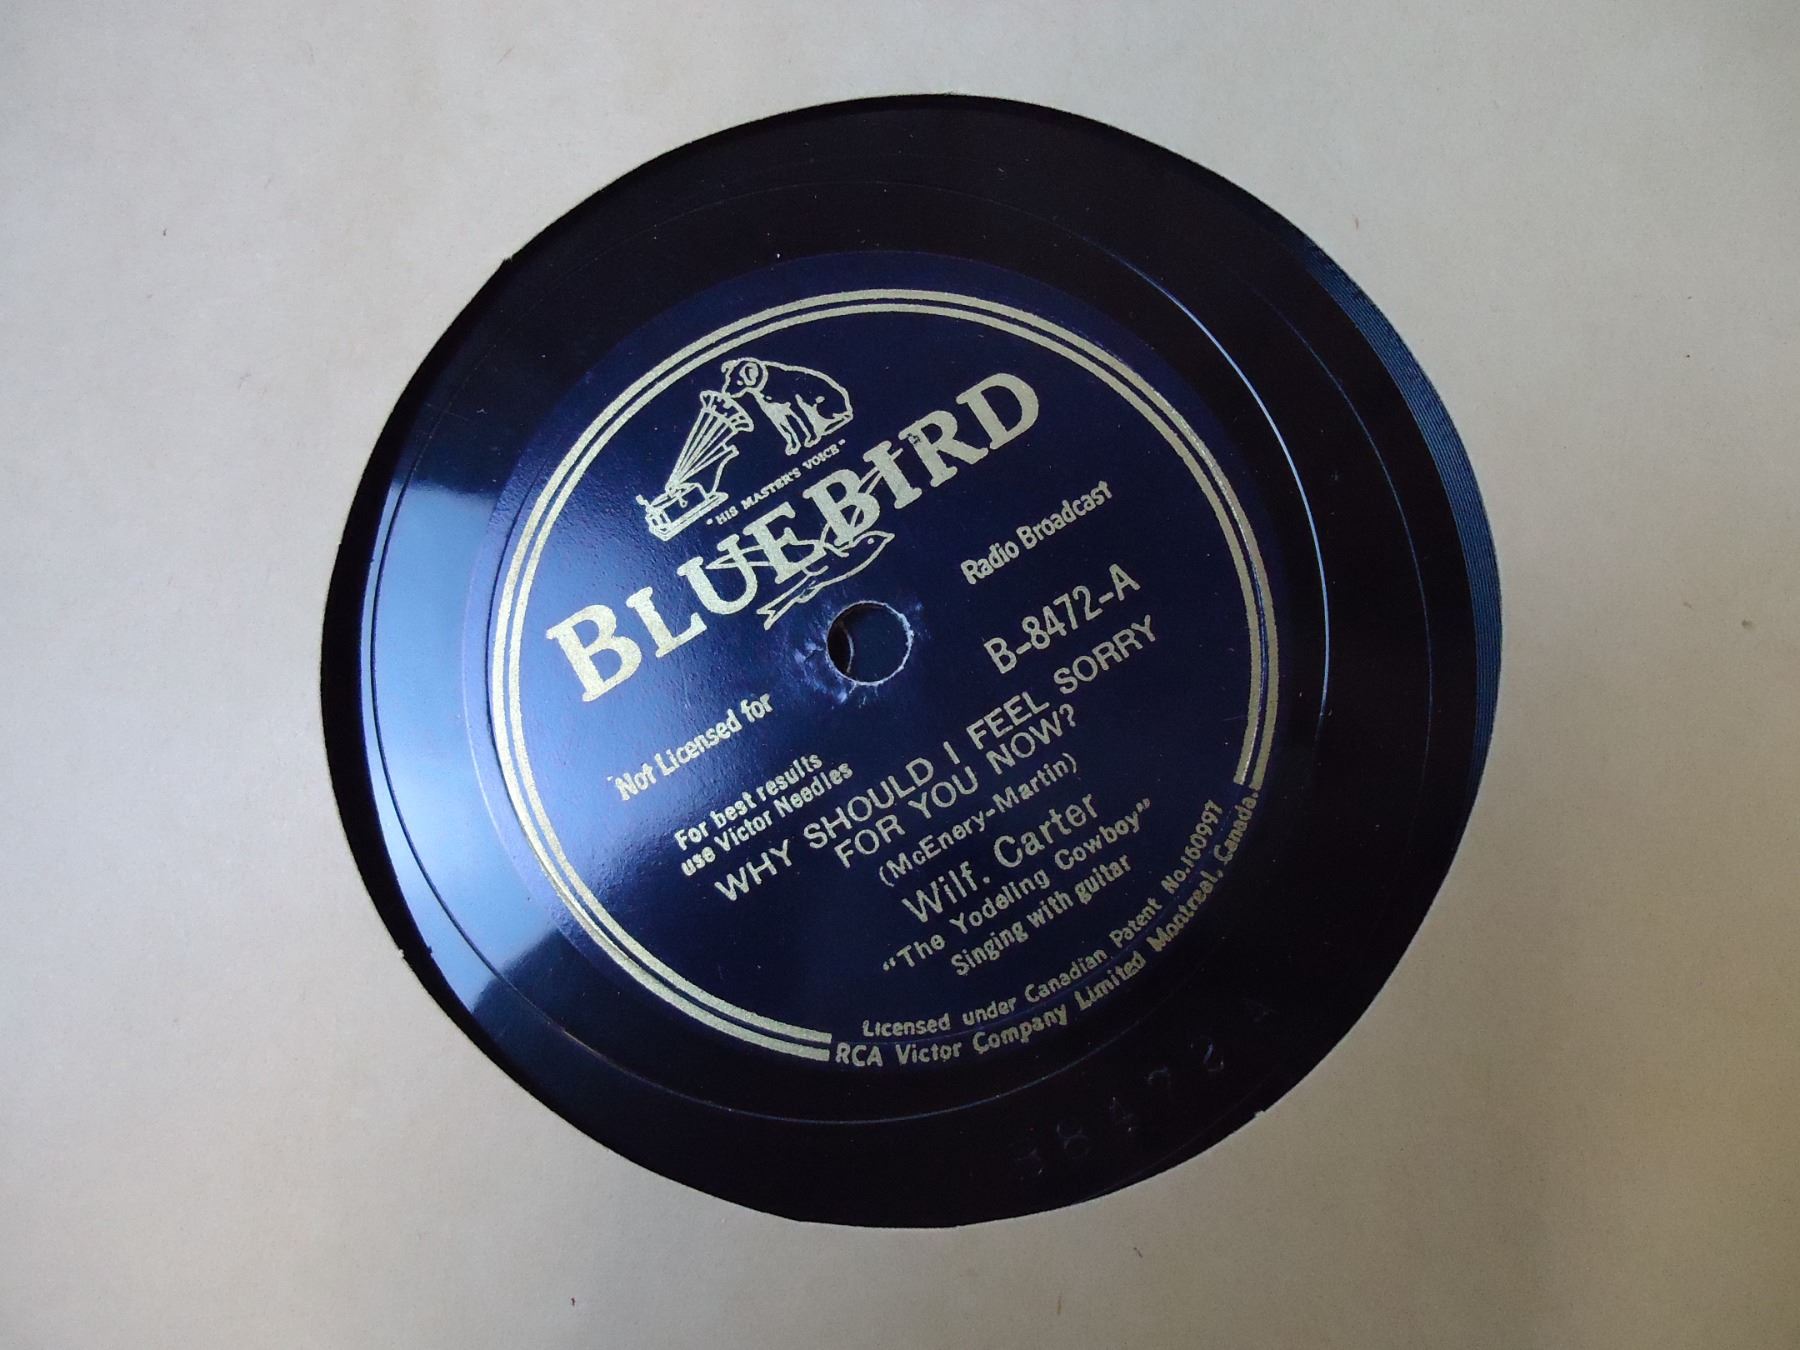 "HIS MASTER'S VOICE"
BLUEBIRD
Not Licensed for Radio Broadcast
For best results
use Victor Needles
B-8472-A
WHY SHOULD I FEEL SORRY
FOR YOU NOW?
(McEnery-Martin)
Wilf. Carter
"The Yodeling Cowboy"
Singing with guitar
Licensed under Canadian Patent No.160997
RCA Victor Company Limited Montreal, Canada.